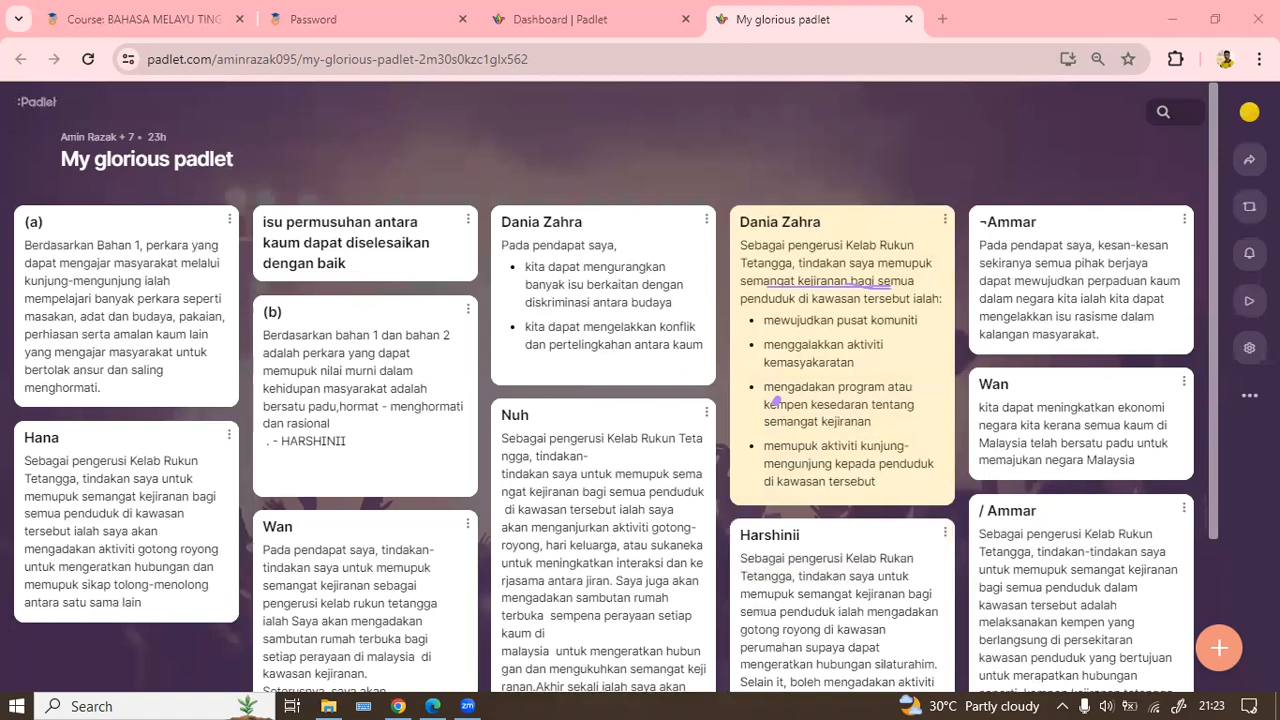 Course: BAHASA MELAYU TING
Password
Dashboard | Padlet
My glorious padlet
padlet.com/aminrazak095/my-glorious-padlet-2m30s0kzc1glx562
:Padlet
Amin Razak + 7 • 23h
My glorious padlet
(a)
Berdasarkan Bahan 1, perkara yang
dapat mengajar masyarakat melalui
kunjung-mengunjung ialah
mempelajari banyak perkara seperti
masakan, adat dan budaya, pakaian,
perhiasan serta amalan kaum lain
yang mengajar masyarakat untuk
bertolak ansur dan saling
menghormati.
Hana
Sebagai pengerusi Kelab Rukun
Tetangga, tindakan saya untuk
memupuk semangat kejiranan bagi
semua penduduk di kawasan
tersebut ialah saya akan
mengadakan aktiviti gotong royong
untuk mengeratkan hubungan dan
memupuk sikap tolong-menolong
antara satu sama lain
isu permusuhan antara
kaum dapat diselesaikan
dengan baik
(b)
Berdasarkan bahan 1 dan bahan 2
adalah perkara yang dapat
memupuk nilai murni dalam
kehidupan masyarakat adalah
bersatu padu,hormat - menghormati
dan rasional
. - HARSHINII
Wan
Pada pendapat saya, tindakan-
tindakan saya untuk memupuk
semangat kejiranan sebagai
pengerusi kelab rukun tetangga
ialah Saya akan mengadakan
sambutan rumah terbuka bagi
setiap perayaan di malaysia di
kawasan kejiranan.
Seterusnya, saya akan
Dania Zahra
Pada pendapat saya,
• kita dapat mengurangkan
banyak isu berkaitan dengan
diskriminasi antara budaya
• kita dapat mengelakkan konflik
dan pertelingkahan antara kaum
Nuh
Sebagai pengerusi Kelab Rukun Teta
ngga, tindakan-
tindakan saya untuk memupuk sema
ngat kejiranan bagi semua penduduk
di kawasan tersebut ialah saya
akan menganjurkan aktiviti gotong-
royong, hari keluarga, atau sukaneka
untuk meningkatkan interaksi dan ke
rjasama antara jiran. Saya juga akan
mengadakan sambutan rumah
terbuka sempena perayaan setiap
kaum di
malaysia untuk mengeratkan hubun
gan dan mengukuhkan semangat keji
ranan.Akhir sekali ialah saya akan
Dania Zahra
Sebagai pengerusi Kelab Rukun
Tetangga, tindakan saya memupuk
semangat kejiranan bagi semua
penduduk di kawasan tersebut ialah:
• mewujudkan pusat komuniti
• menggalakkan aktiviti
kemasyakaratan
• mengadakan program atau
kempen kesedaran tentang
semangat kejiranan
• memupuk aktiviti kunjung-
mengunjung kepada penduduk
di kawasan tersebut
Harshinii
Sebagai pengerusi Kelab Rukan
Tetangga, tindakan saya untuk
memupuk semangat kejiranan bagi
semua penduduk ialah mengadakan
gotong royong di kawasan
perumahan supaya dapat
mengeratkan hubungan silaturahim.
Selain it, boleh mengadakan aktiviti
¬Ammar
Pada pendapat saya, kesan-kesan
sekiranya semua pihak berjaya
dapat mewujudkan perpaduan kaum
dalam negara kita ialah kita dapat
mengelakkan isu rasisme dalam
kalangan masyarakat.
Wan
kita dapat meningkatkan ekonomi
negara kita kerana semua kaum di
Malaysia telah bersatu padu untuk
memajukan negara Malaysia
/ Ammar
Sebagai pengerusi Kelab Rukun
Tetangga, tindakan-tindakan saya
untuk memupuk semangat kejiranan
bagi semua penduduk dalam
kawasan tersebut adalah
melaksanakan kempen yang
berlangsung di persekitaran
kawasan penduduk yang bertujuan
untuk merapatkan hubungan
Search
30°C Partly cloudy
21:23